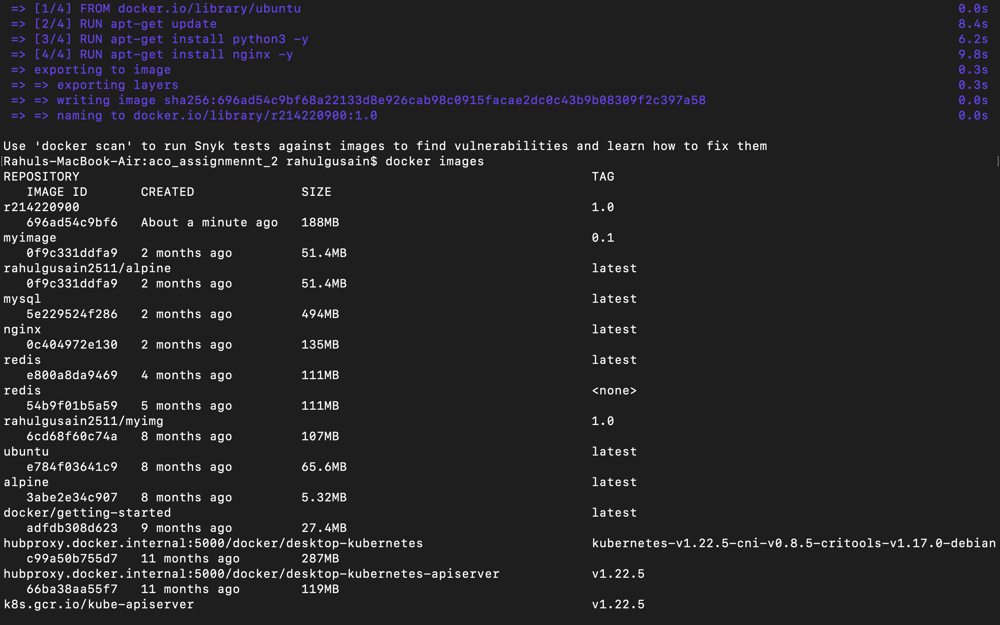 => [1/4] FROM docker.io/library/ubuntu 0.0s
=> [2/4] RUN apt-get update 8.4s
=> [3/4] RUN apt-get install python3 -y 6.2s
=> [4/4] RUN apt-get install nginx -y 9.8s
=> exporting to image 0.3s
=> => exporting layers 0.3s
=> => writing image sha256:696ad54c9bf68a22133d8e926cab98c0915facae2dc0c43b9b08309f2c397a58 0.0s
=> => naming to docker.io/library/r214220900:1.0 0.0s
Use 'docker scan' to run Snyk tests against images to find vulnerabilities and learn how to fix them
[Rahuls-MacBook-Air:aco_assignmennt_2 rahulgusain$ docker images ]
REPOSITORY TAG
IMAGE ID CREATED SIZE
r214220900 1.0
696ad54c9bf6 About a minute ago 188MB
myimage 0.1
0f9c331ddfa9 2 months ago 51.4MB
rahulgusain2511/alpine latest
0f9c331ddfa9 2 months ago 51.4MB
mysql latest
5e229524f286 2 months ago 494MB
nginx latest
0c404972e130 2 months ago 135MB
redis latest
e800a8da9469 4 months ago 111MB
redis <none>
54b9f01b5a59 5 months ago 111MB
rahulgusain2511/myimg 1.0
6cd68f60c74a 8 months ago 107MB
ubuntu latest
e784f03641c9 8 months ago 65.6MB
alpine latest
3abe2e34c907 8 months ago 5.32MB
docker/getting-started latest
adfdb308d623 9 months ago 27.4MB
hubproxy.docker.internal:5000/docker/desktop-kubernetes kubernetes-v1.22.5-cni-v0.8.5-critools-v1.17.0-debian
c99a50b755d7 11 months ago 287MB
hubproxy.docker.internal:5000/docker/desktop-kubernetes-apiserver v1.22.5
66ba38aa55f7 11 months ago 119MB
k8s.gcr.io/kube-apiserver v1.22.5